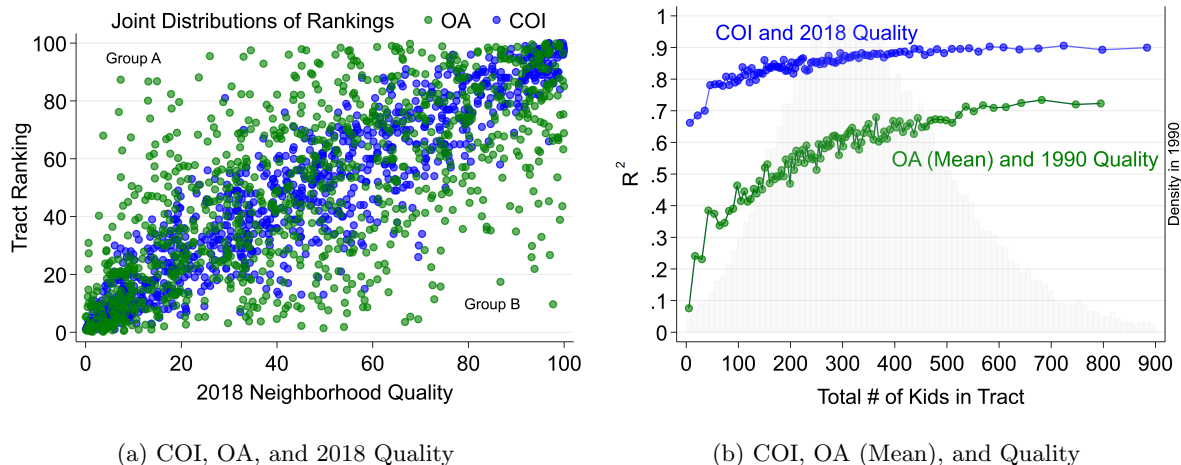 Joint Distributions of Rankings OA COI
Group A
Group B
Tract Ranking
100
80
60
40
20
0
0 20 40 60 80 100
2018 Neighborhood Quality
(a) COI, OA, and 2018 Quality
COI and 2018 Quality
OA (Mean) and 1990 Quality
R²
1
.9
.8
.7
.6
.5
.4
.3
.2
.1
0
Density in 1990
0 100 200 300 400 500 600 700 800 900
Total # of Kids in Tract
(b) COI, OA (Mean), and Quality